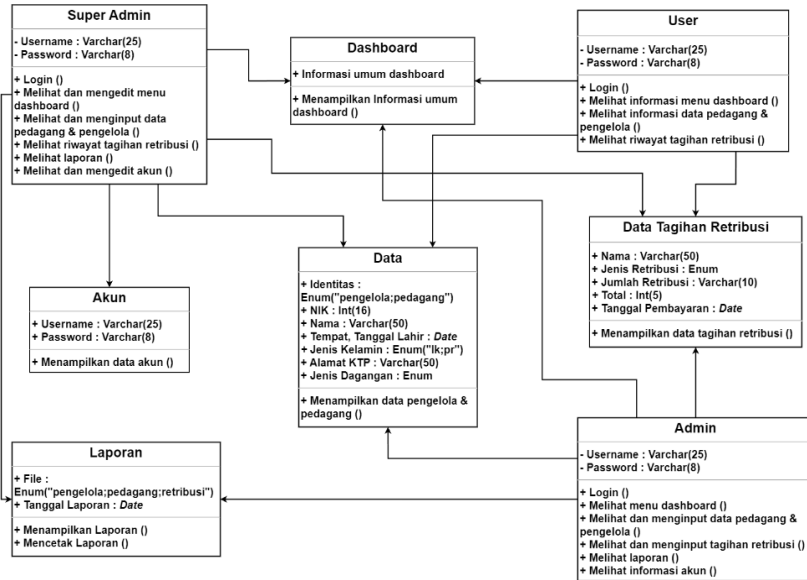 Super Admin
- Username : Varchar(25)
- Password : Varchar(8)
+ Login ()
+ Melihat dan mengedit menu
dashboard ()
+ Melihat dan menginput data
pedagang & pengelola ()
+ Melihat riwayat tagihan retribusi ()
+ Melihat laporan ()
+ Melihat dan mengedit akun ()
Dashboard
+ Informasi umum dashboard
+ Menampilkan Informasi umum
dashboard ()
User
- Username : Varchar(25)
- Password : Varchar(8)
+ Login ()
+ Melihat informasi menu dashboard ()
+ Melihat informasi data pedagang &
pengelola ()
+ Melihat riwayat tagihan retribusi ()
Akun
+ Username : Varchar(25)
+ Password : Varchar(8)
+ Menampilkan data akun ()
Data
+ Identitas :
Enum("pengelola;pedagang")
+ NIK : Int(16)
+ Nama : Varchar(50)
+ Tempat, Tanggal Lahir : Date
+ Jenis Kelamin : Enum("lk;pr")
+ Alamat KTP : Varchar(50)
+ Jenis Dagangan : Enum
+ Menampilkan data pengelola &
pedagang ()
Data Tagihan Retribusi
+ Nama : Varchar(50)
+ Jenis Retribusi : Enum
+ Jumlah Retribusi : Varchar(10)
+ Total : Int(5)
+ Tanggal Pembayaran : Date
+ Menampilkan data tagihan retribusi ()
Laporan
+ File :
Enum("pengelola;pedagang;retribusi")
+ Tanggal Laporan : Date
+ Menampilkan Laporan ()
+ Mencetak Laporan ()
Admin
- Username : Varchar(25)
- Password : Varchar(8)
+ Login ()
+ Melihat menu dashboard ()
+ Melihat dan menginput data pedagang &
pengelola ()
+ Melihat dan menginput tagihan retribusi ()
+ Melihat laporan ()
+ Melihat informasi akun ()